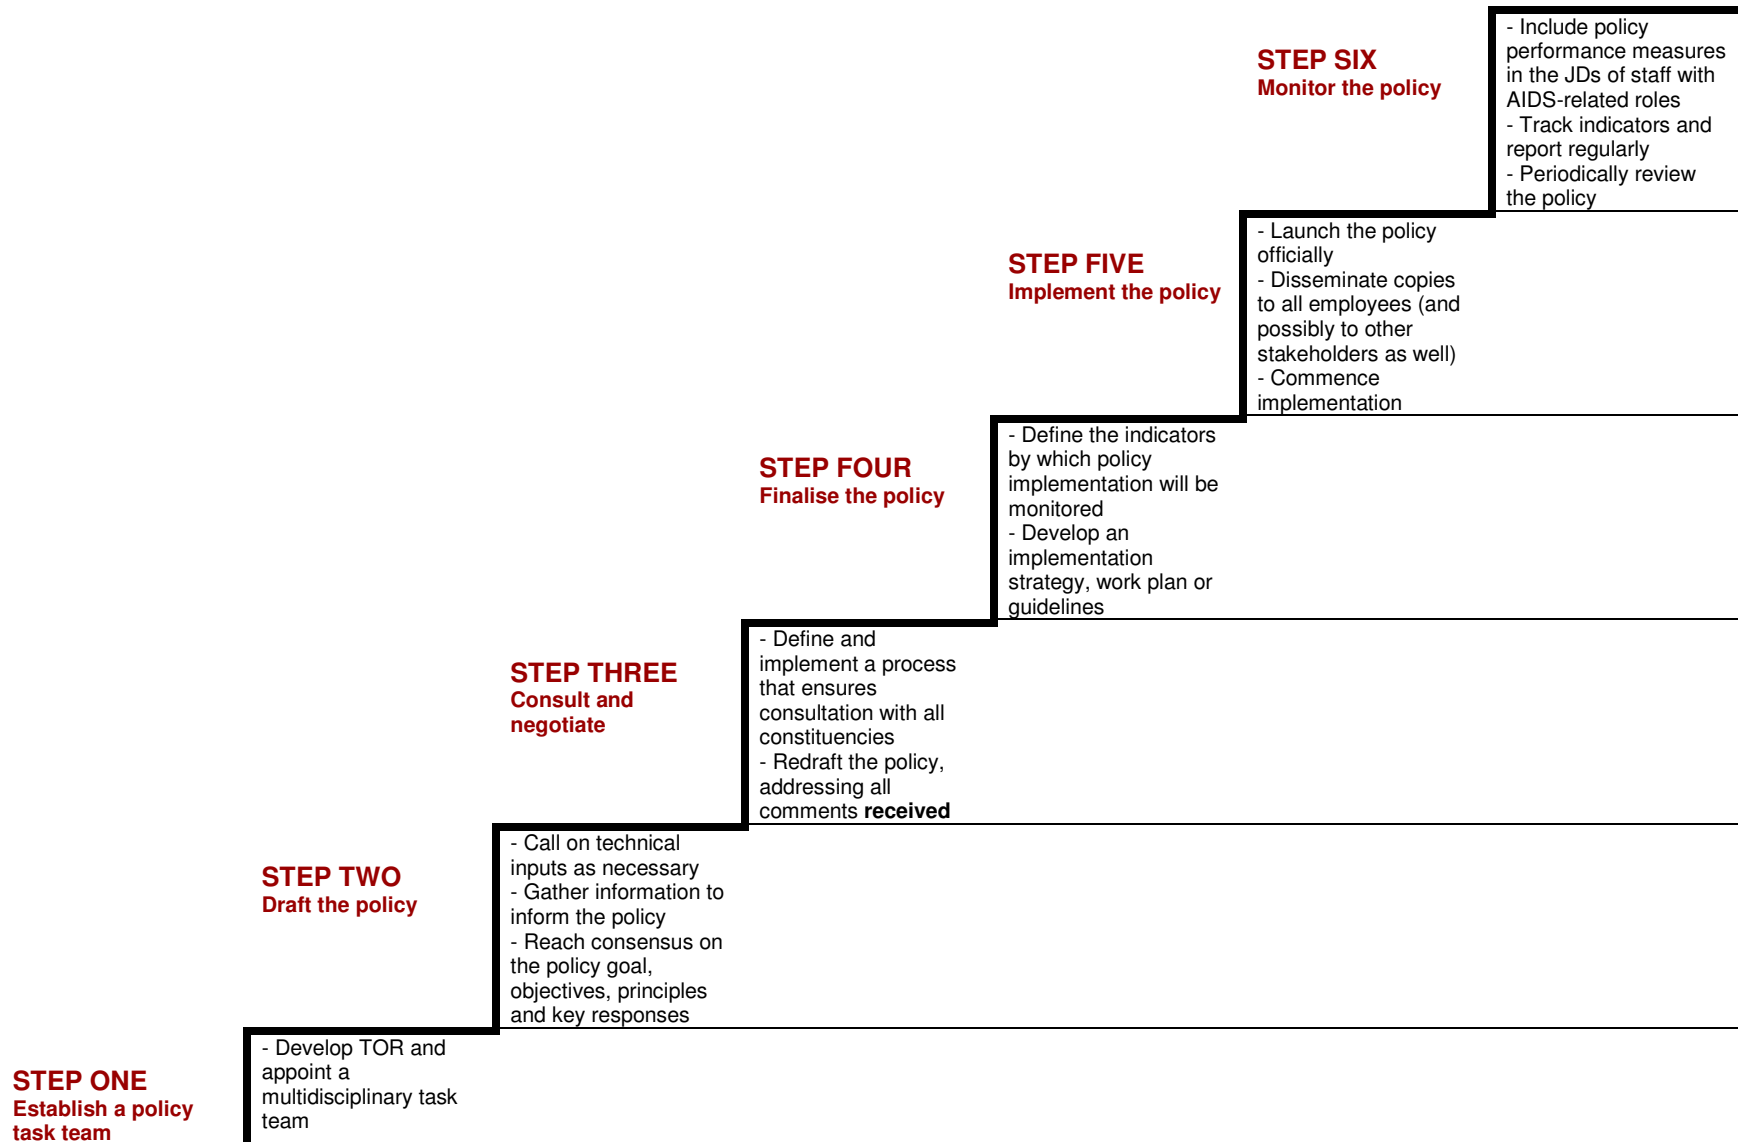 STEP SIX
Monitor the policy
- Include policy
performance measures
in the JDs of staff with
AIDS-related roles
- Track indicators and
report regularly
- Periodically review
the policy
STEP FIVE
Implement the policy
- Launch the policy
officially
- Disseminate copies
to all employees (and
possibly to other
stakeholders as well)
- Commence
implementation
STEP FOUR
Finalise the policy
- Define the indicators
by which policy
implementation will be
monitored
- Develop an
implementation
strategy, work plan or
guidelines
STEP THREE
Consult and
negotiate
- Define and
implement a process
that ensures
consultation with all
constituencies
- Redraft the policy,
addressing all
comments received
STEP TWO
Draft the policy
- Call on technical
inputs as necessary
- Gather information to
inform the policy
- Reach consensus on
the policy goal,
objectives, principles
and key responses
STEP ONE
Establish a policy
task team
- Develop TOR and
appoint a
multidisciplinary task
team